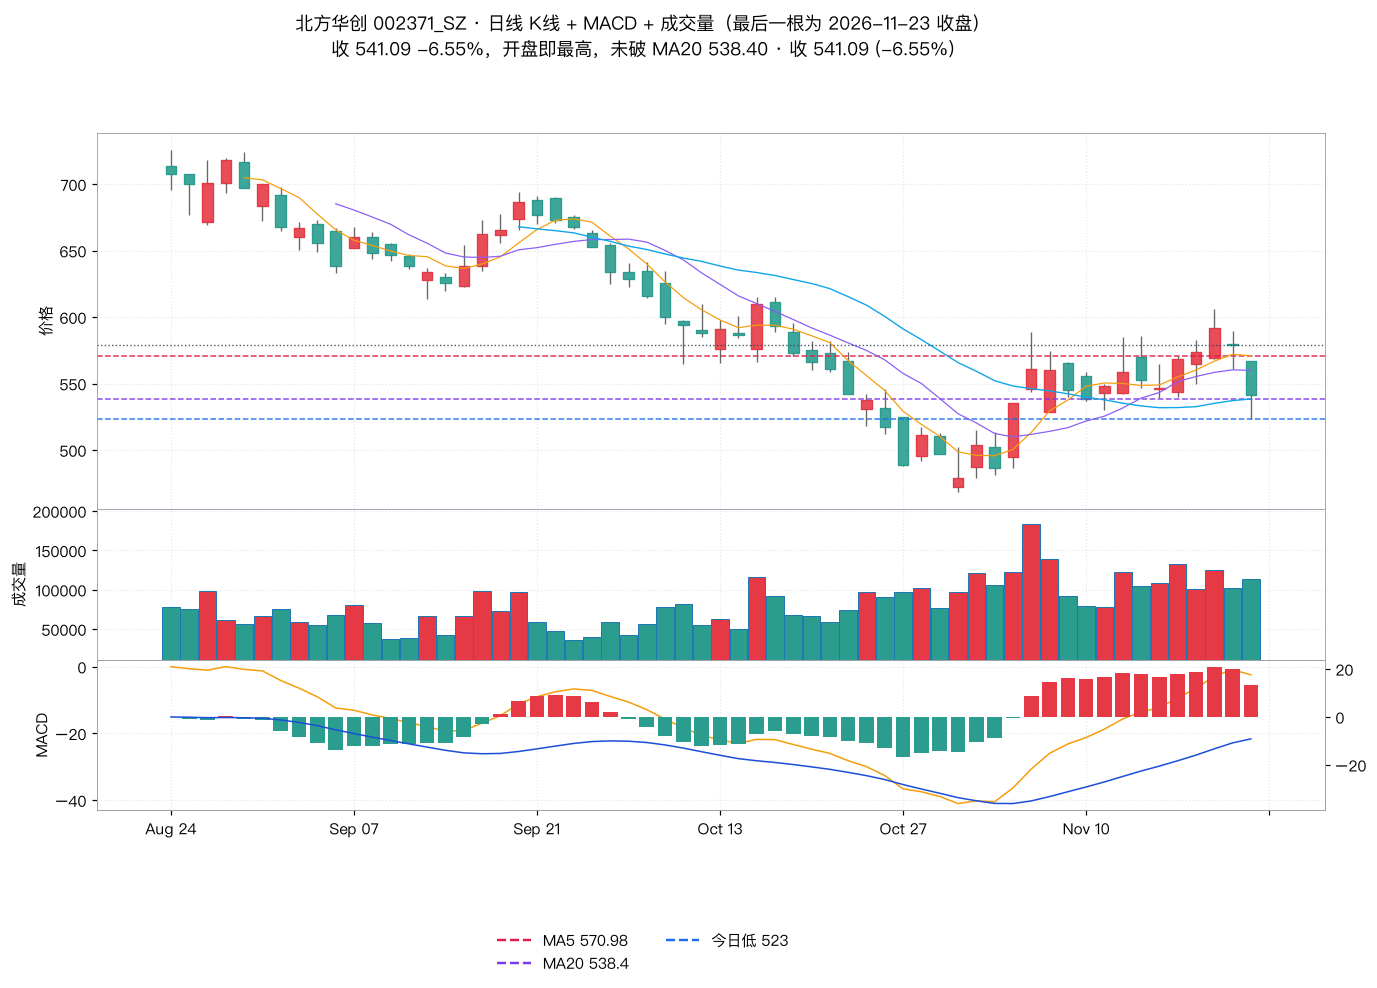 北方华创 002371_SZ · 日线 K线 + MACD + 成交量（最后一根为 2026−11−23 收盘）
收 541.09 −6.55%，开盘即最高，未破 MA20 538.40 · 收 541.09 (−6.55%)
价格
700
650
600
550
500
成交量
200000
150000
100000
50000
MACD
0
−20
−40
20
0
−20
Aug 24
Sep 07
Sep 21
Oct 13
Oct 27
Nov 10
MA5 570.98
MA20 538.4
今日低 523